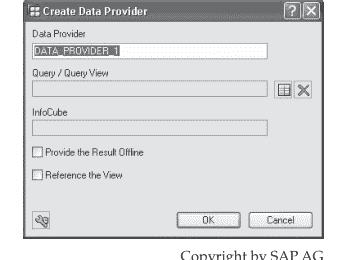 Create Data Provider
Data Provider
DATA_PROVIDER_1
Query / Query View
InfoCube
Provide the Result Offline
Reference the View
OK
Cancel
Copyright by SAP AG